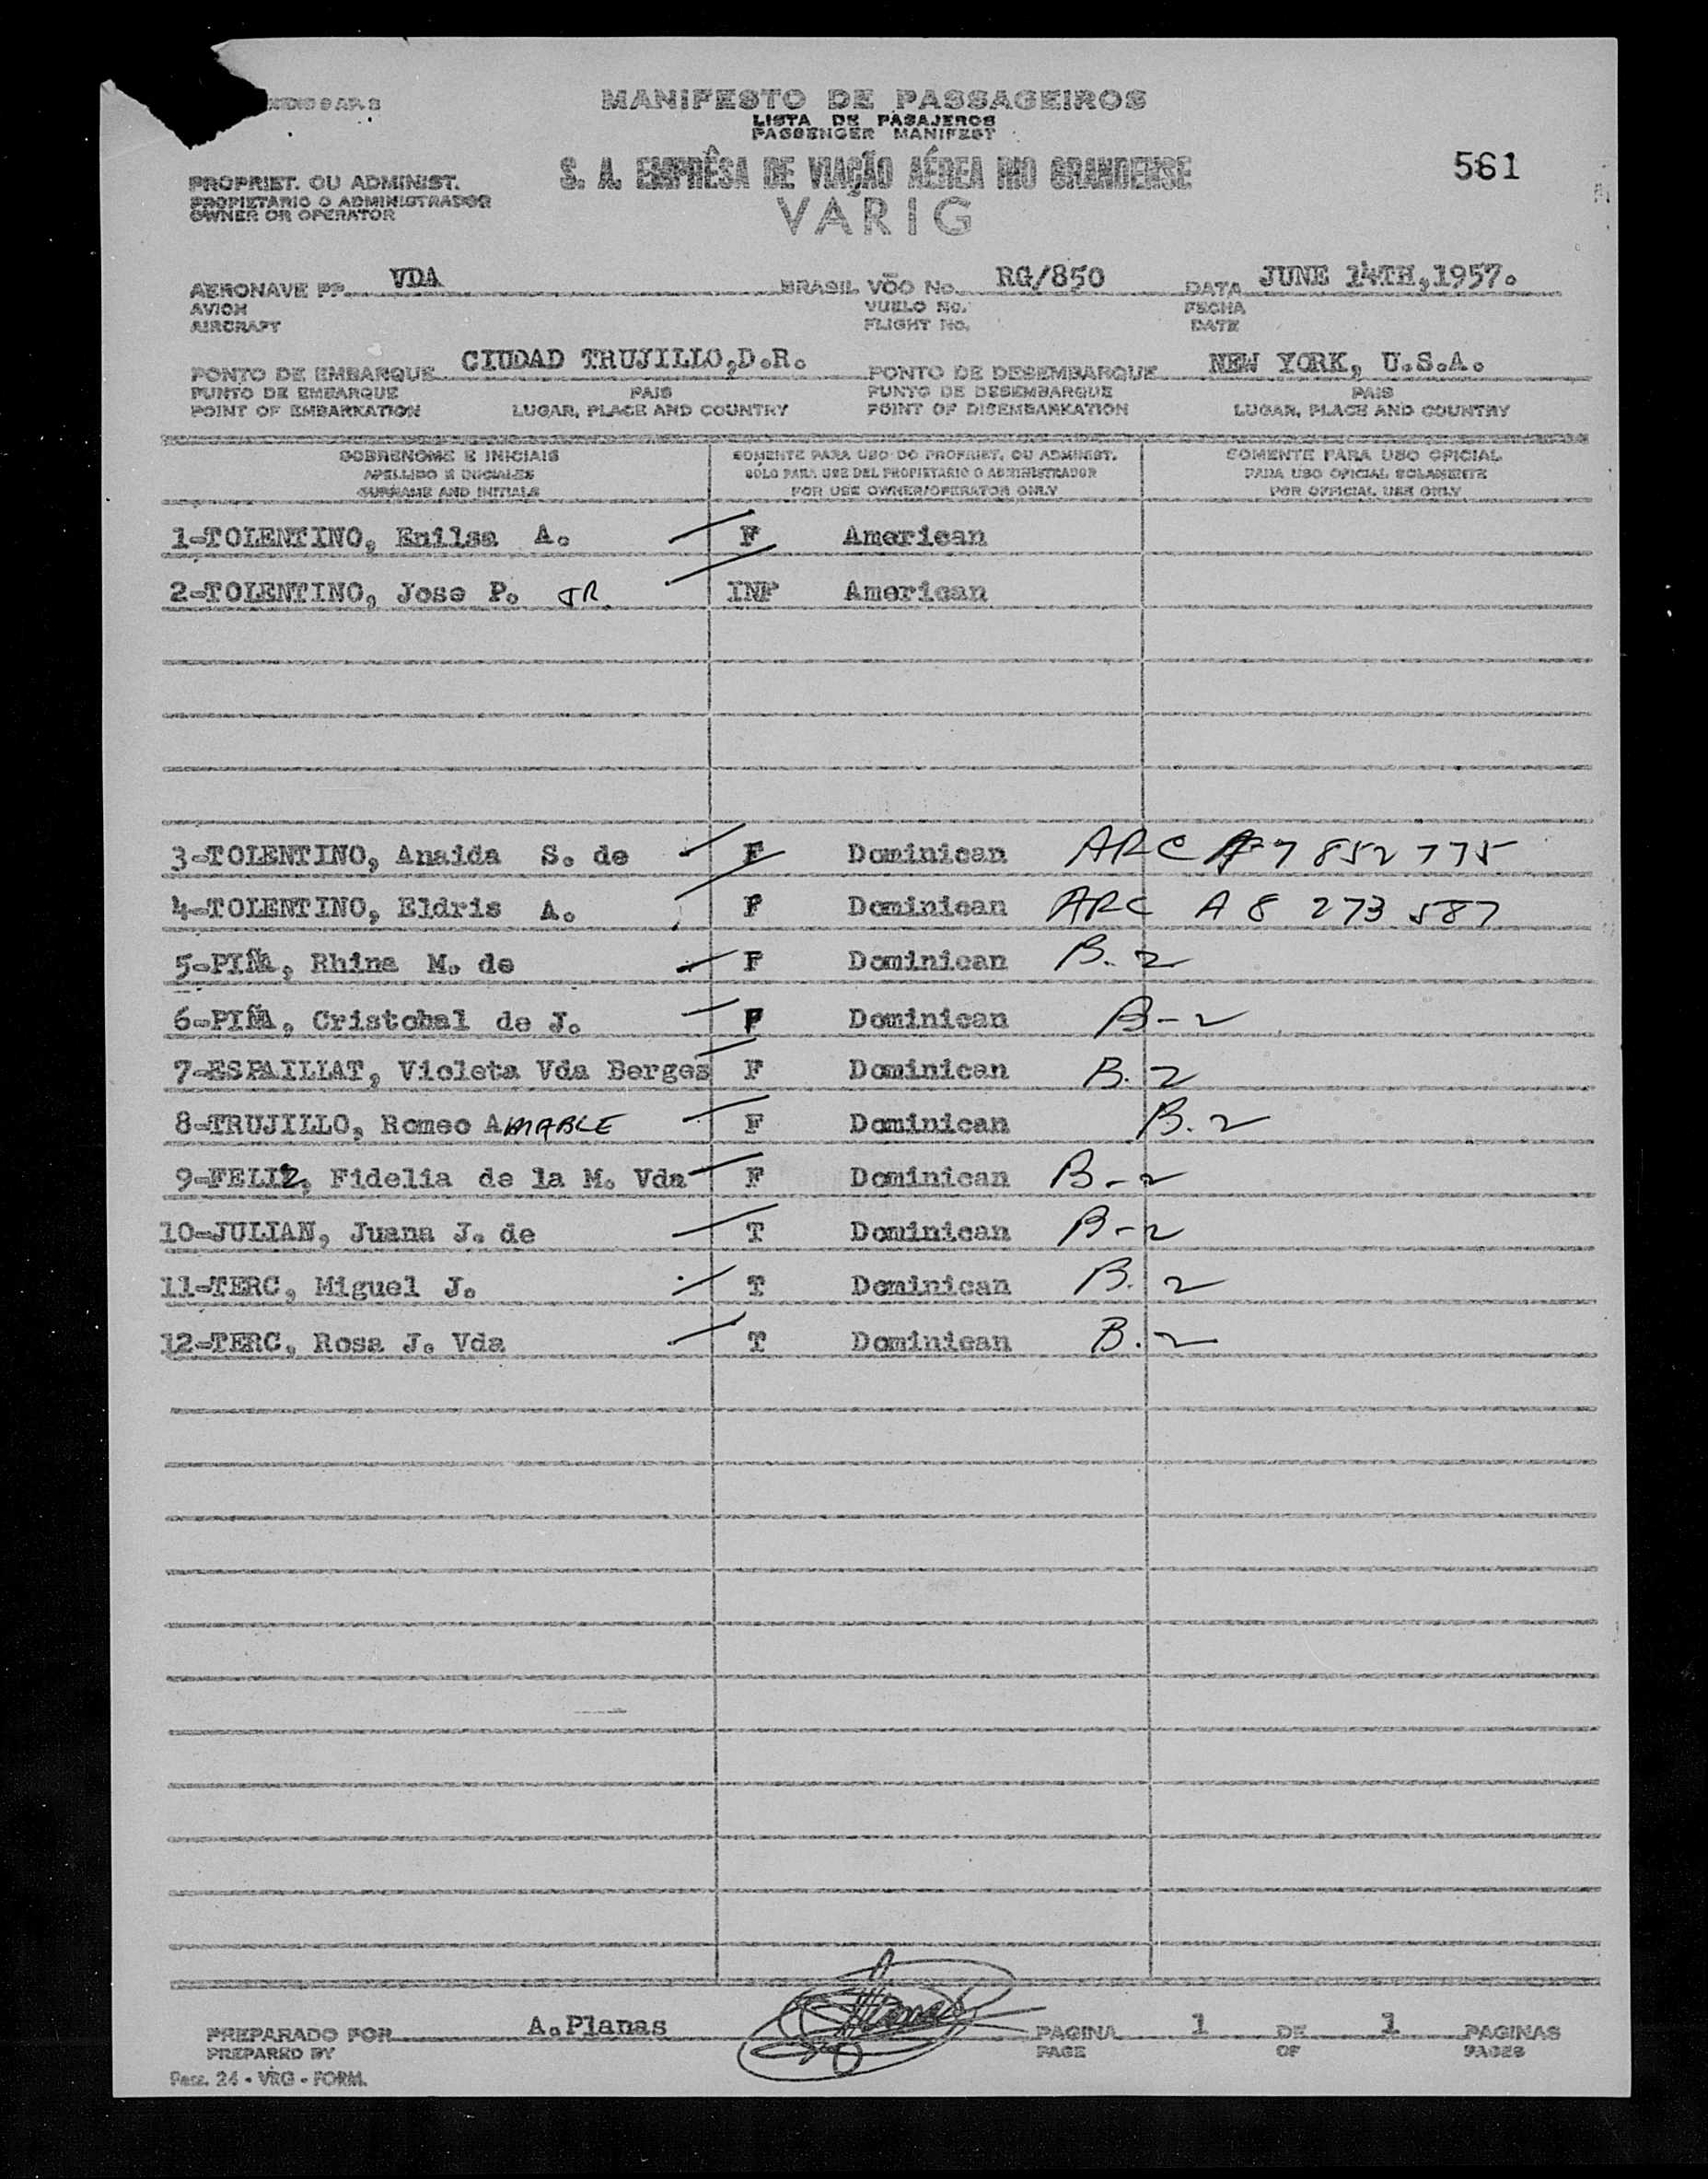 MANIFESTO DE PASSAGEIROS
LISTA DE PASAJEROS
PASSENGER MANIFEST
S. A. EMPRÊSA DE VIAÇÃO AÉREA RIO GRANDENSE
VARIG
561
PROPRIET. OU ADMINIST.
PROPIETARIO O ADMINISTRADOR
OWNER OR OPERATOR
AERONAVE PP VDA BRASIL VÔO No. RG/850 DATA JUNE 14TH,1957.
AVION VUELO No. FECHA
AIRCRAFT FLIGHT No. DATE
PONTO DE EMBARQUE CIUDAD TRUJILLO,D.R. PONTO DE DESEMBARQUE NEW YORK, U.S.A.
PUNTO DE EMBARQUE PAIS PUNTO DE DESEMBARQUE PAIS
POINT OF EMBARKATION LUGAR, PLACE AND COUNTRY POINT OF DISEMBARKATION LUGAR, PLACE AND COUNTRY
SOBRENOME E INICIAIS SOMENTE PARA USO DO PROPRIET. OU ADMINIST. SOMENTE PARA USO OFICIAL
APELLIDO E INICIALES SÓLO PARA USE DEL PROPIETARIO O ADMINISTRADOR PARA USO OFICIAL SOLAMENTE
SURNAME AND INITIALS FOR USE OWNER/OPERATOR ONLY FOR OFFICIAL USE ONLY
1-TOLENTINO, Enilsa A. F American
2-TOLENTINO, Jose P. JR. INF American
3-TOLENTINO, Anaida S. de F Dominican ARC A7 852 775
4-TOLENTINO, Eldris A. F Dominican ARC A 8 273 587
5-PIÑA, Rhina M. de F Dominican B.2
6-PIÑA, Cristobal de J. F Dominican B-2
7-ESPAILLAT, Violeta Vda Berges F Dominican B.2
8-TRUJILLO, Romeo AMABLE F Dominican B.2
9-FELIZ, Fidelia de la M. Vda F Dominican B-2
10-JULIAN, Juana J. de T Dominican B-2
11-TERC, Miguel J. T Dominican B.2
12-TERC, Rosa J. Vda T Dominican B.2
PREPARADO POR A.Planas PAGINA 1 DE 1 PAGINAS
PREPARED BY PAGE OF PAGES
24 - VRG - FORM.